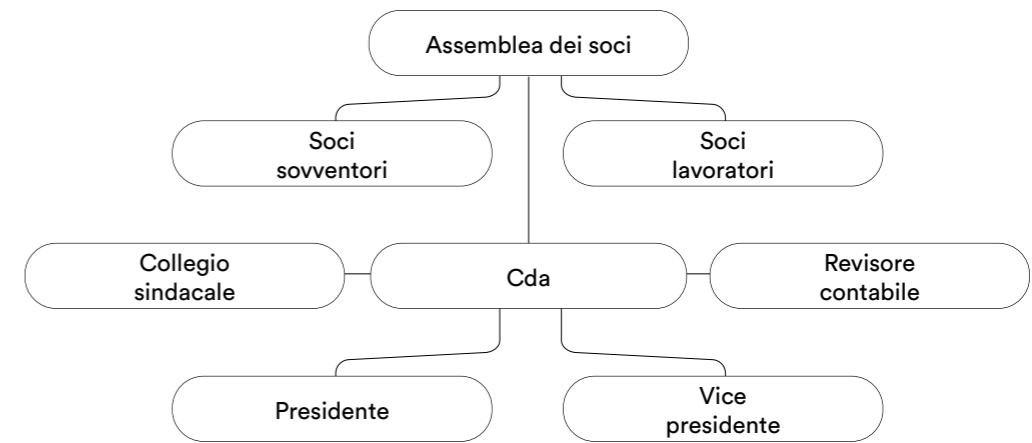 Assemblea dei soci
Soci
sovventori
Soci
lavoratori
Collegio
sindacale
Cda
Revisore
contabile
Presidente
Vice
presidente